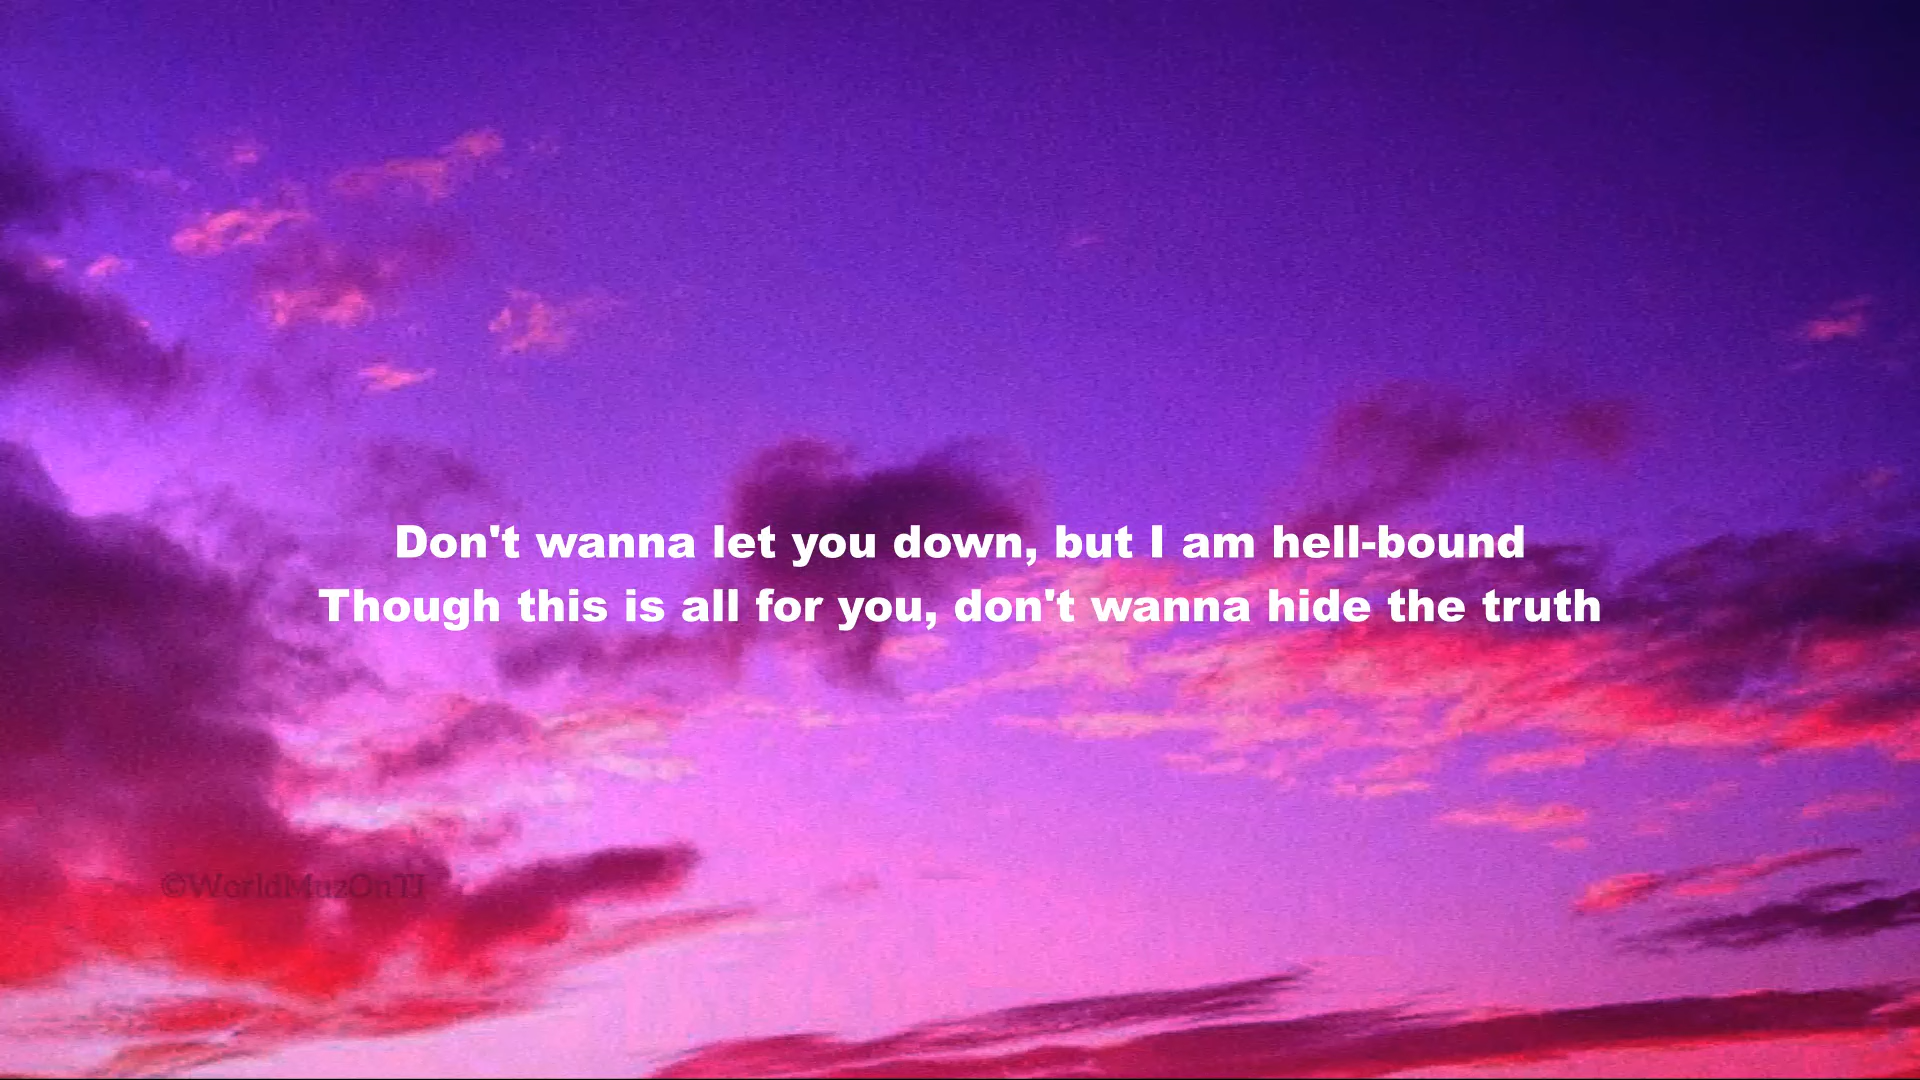 Don't wanna let you down, but I am hell-bound
Though this is all for you, don't wanna hide the truth
©WorldMuzOnTJ